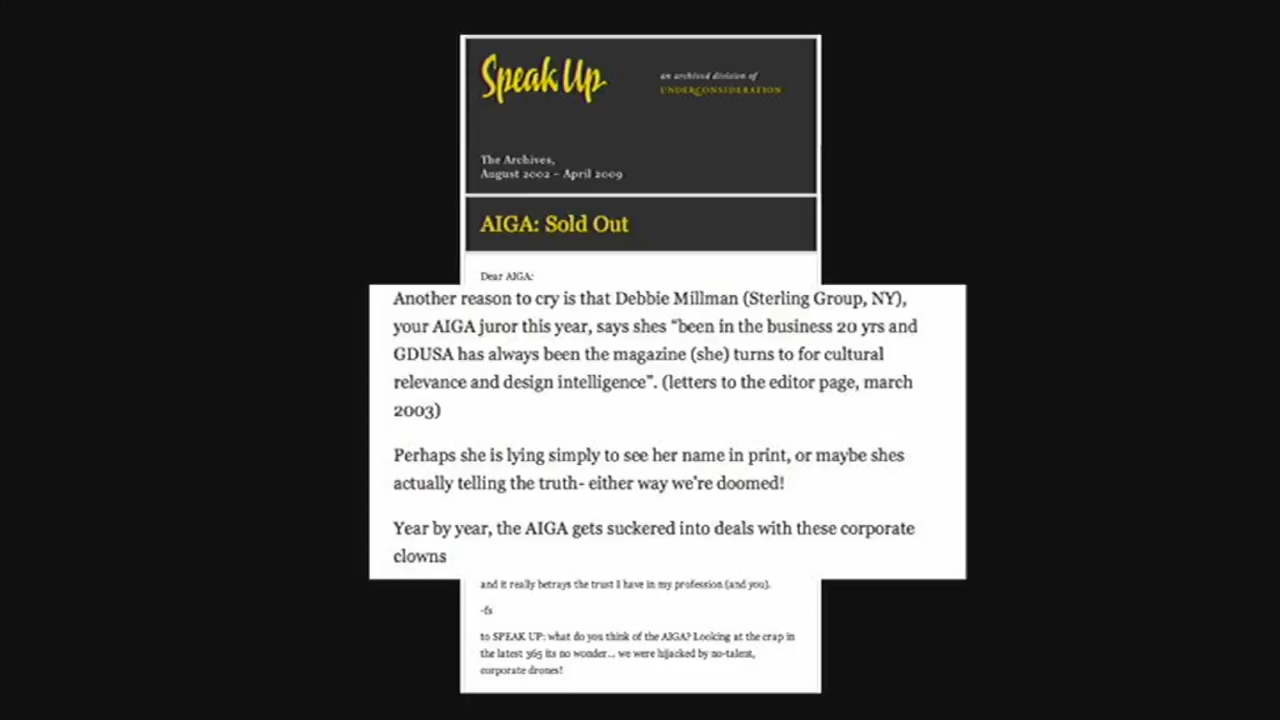 Speak Up
an archived division of
UNDERCONSIDERATION
The Archives,
August 2002 – April 2009
AIGA: Sold Out
Dear AIGA:
Another reason to cry is that Debbie Millman (Sterling Group, NY),
your AIGA juror this year, says shes “been in the business 20 yrs and
GDUSA has always been the magazine (she) turns to for cultural
relevance and design intelligence”. (letters to the editor page, march
2003)
Perhaps she is lying simply to see her name in print, or maybe shes
actually telling the truth- either way we’re doomed!
Year by year, the AIGA gets suckered into deals with these corporate
clowns
and it really betrays the trust I have in my profession (and you).
-fs
to SPEAK UP: what do you think of the AIGA? Looking at the crap in
the latest 365 its no wonder... we were hijacked by no-talent,
corporate drones!